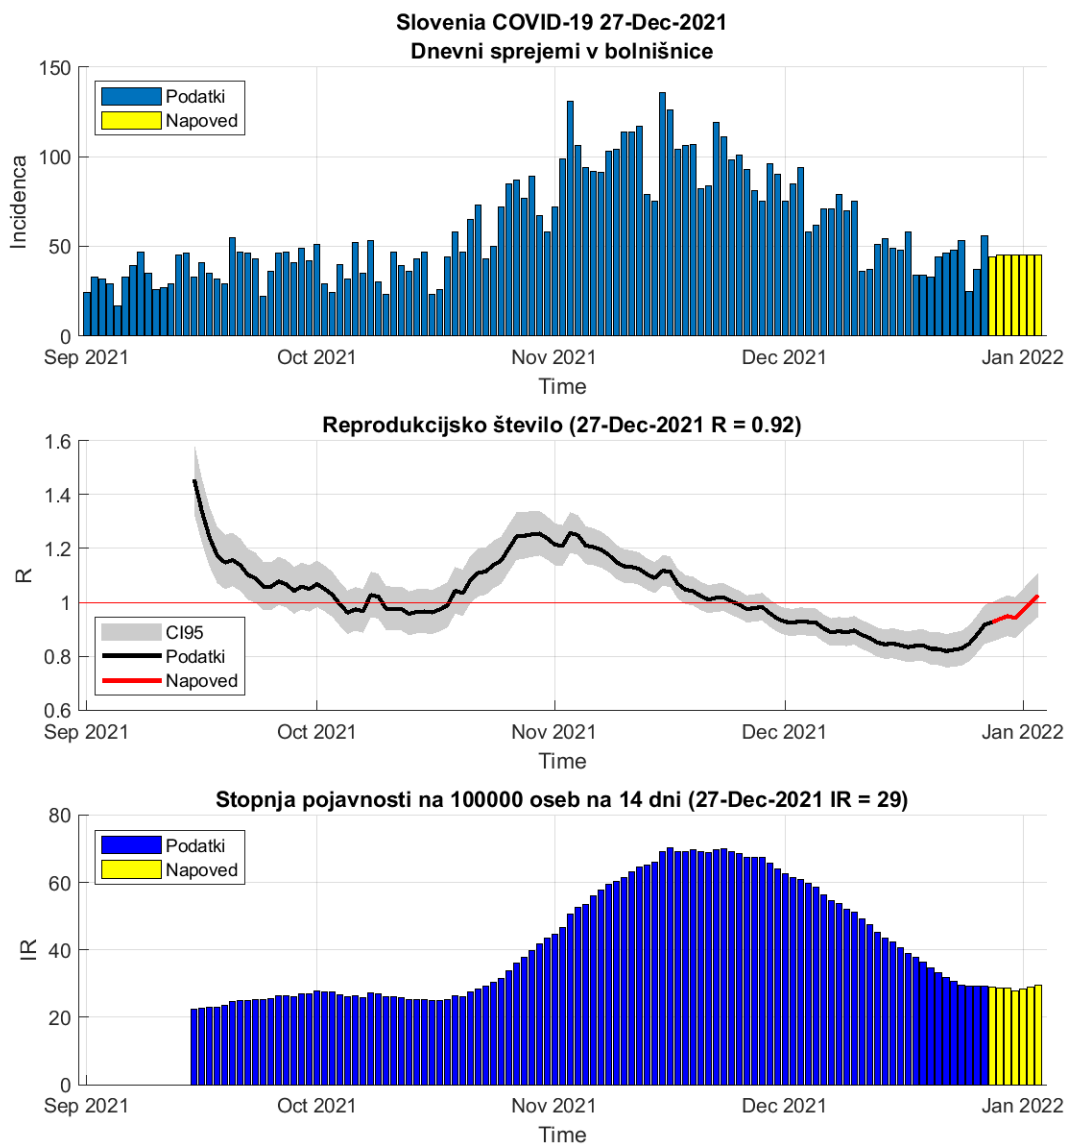 Slovenia COVID-19 27-Dec-2021
Dnevni sprejemi v bolnišnice
150
100
50
0
Incidenca
Podatki
Napoved
Sep 2021 Oct 2021 Nov 2021 Dec 2021 Jan 2022
Time
Reprodukcijsko število (27-Dec-2021 R = 0.92)
1.6
1.4
1.2
1
0.8
0.6
R
CI95
Podatki
Napoved
Sep 2021 Oct 2021 Nov 2021 Dec 2021 Jan 2022
Time
Stopnja pojavnosti na 100000 oseb na 14 dni (27-Dec-2021 IR = 29)
80
60
40
20
0
IR
Podatki
Napoved
Sep 2021 Oct 2021 Nov 2021 Dec 2021 Jan 2022
Time